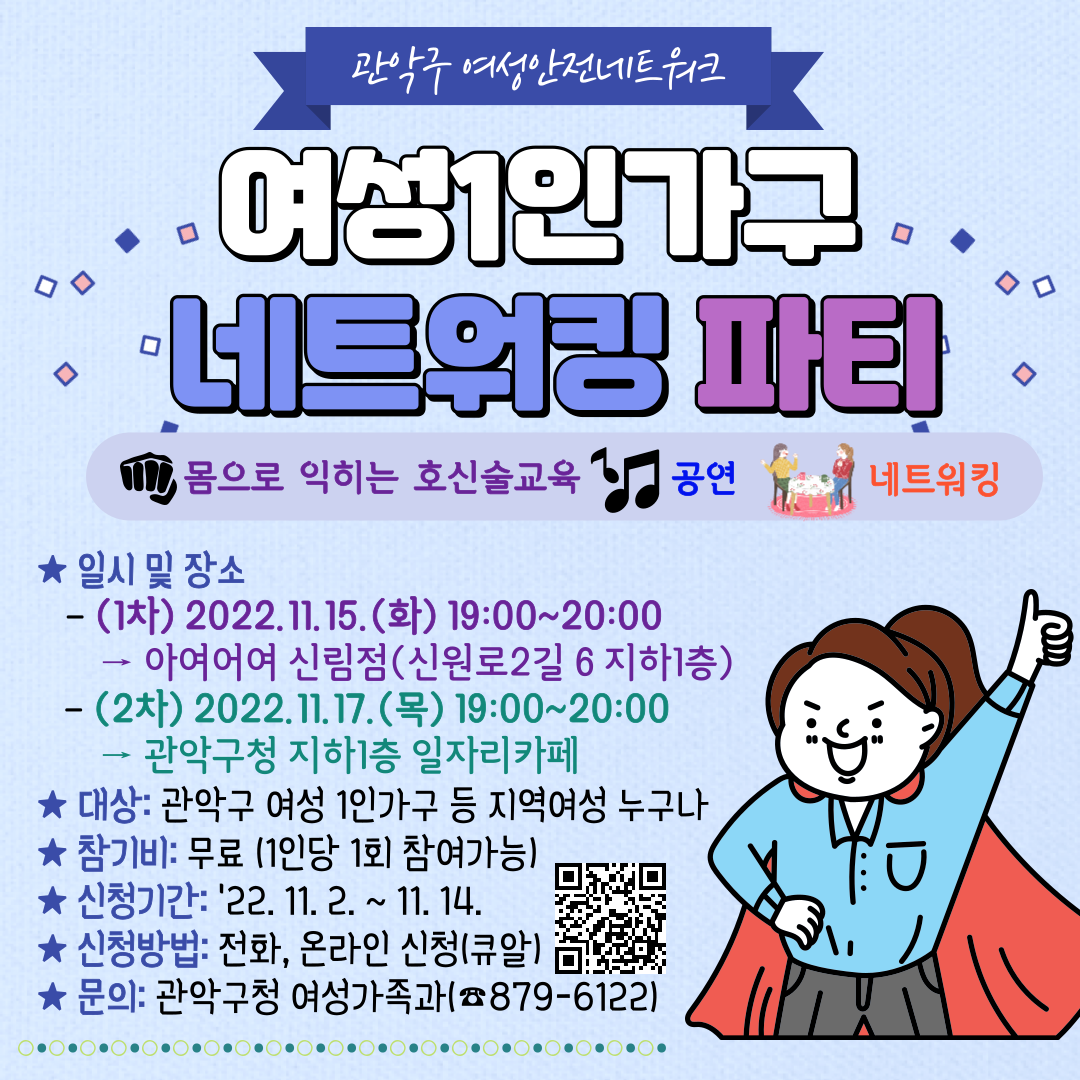 관악구 여성안전네트워크
여성1인가구
네트워킹 파티
몸으로 익히는 호신술교육 공연 네트워킹
★ 일시 및 장소
- (1차) 2022.11.15.(화) 19:00~20:00
→ 아여어여 신림점(신원로2길 6 지하1층)
- (2차) 2022.11.17.(목) 19:00~20:00
→ 관악구청 지하1층 일자리카페
★ 대상: 관악구 여성 1인가구 등 지역여성 누구나
★ 참기비: 무료 (1인당 1회 참여가능)
★ 신청기간: '22. 11. 2. ~ 11. 14.
★ 신청방법: 전화, 온라인 신청(큐알)
★ 문의: 관악구청 여성가족과(☎879-6122)